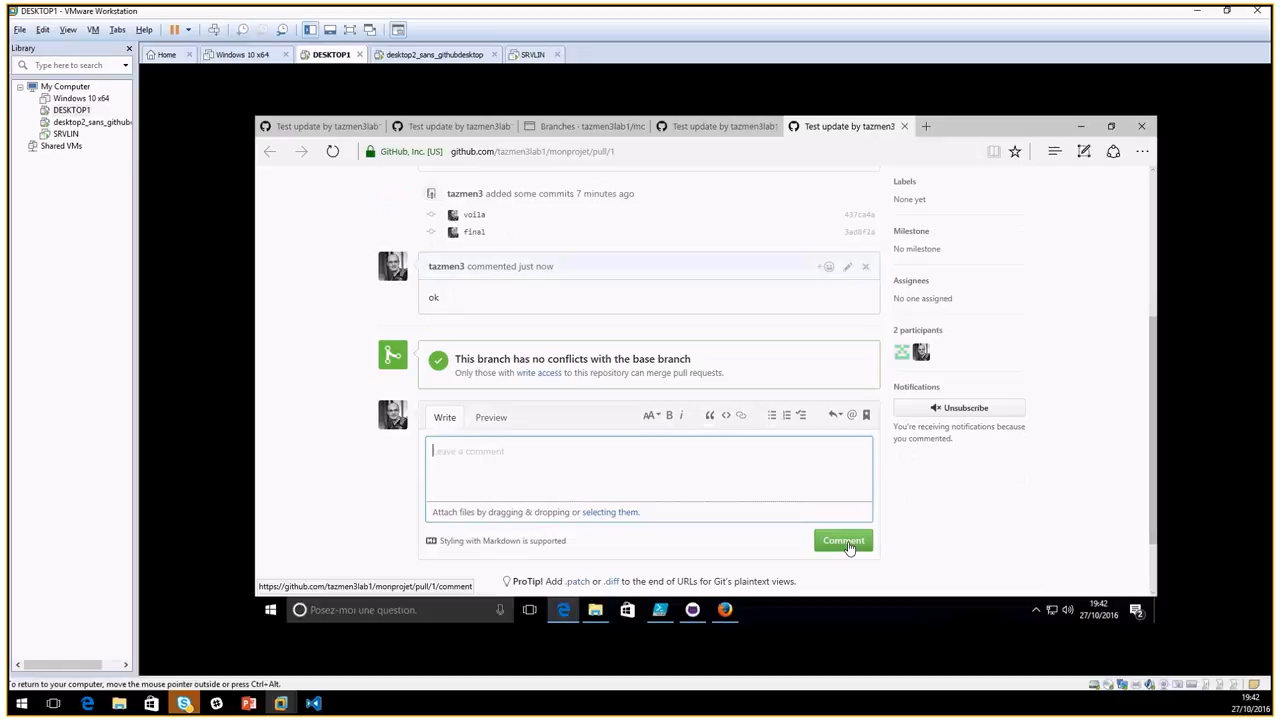 DESKTOP1 - VMware Workstation
File Edit View VM Tabs Help
Library
Type here to search
My Computer
Windows 10 x64
DESKTOP1
desktop2_sans_githubc
SRVLIN
Shared VMs
Home
Windows 10 x64
DESKTOP1
desktop2_sans_githubdesktop
SRVLIN
Test update by tazmen3lab1
Test update by tazmen3lab
Branches · tazmen3lab1/mc
Test update by tazmen3lab1
Test update by tazmen3
GitHub, Inc. [US] github.com/tazmen3lab1/monprojet/pull/1
tazmen3 added some commits 7 minutes ago
voila 437ca4a
final 3ad8f2a
tazmen3 commented just now
ok
This branch has no conflicts with the base branch
Only those with write access to this repository can merge pull requests.
Write Preview
AA B i
Leave a comment
Attach files by dragging & dropping or selecting them.
Styling with Markdown is supported
Comment
ProTip! Add .patch or .diff to the end of URLs for Git's plaintext views.
Labels
None yet
Milestone
No milestone
Assignees
No one assigned
2 participants
Notifications
Unsubscribe
You're receiving notifications because
you commented.
https://github.com/tazmen3lab1/monprojet/pull/1/comment
Posez-moi une question.
19:42
27/10/2016
2
To return to your computer, move the mouse pointer outside or press Ctrl+Alt.
19:42
27/10/2016